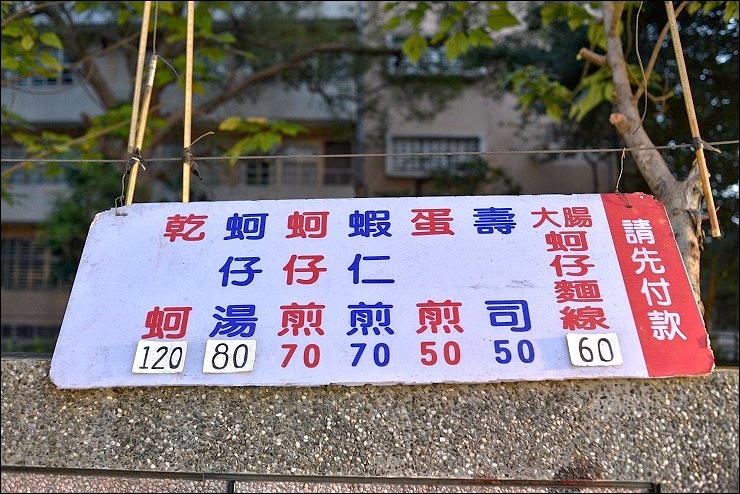 請先付款
大腸蚵仔麵線 60
壽司 50
蛋煎 50
蝦仁煎 70
蚵仔煎 70
蚵仔湯 80
乾蚵 120